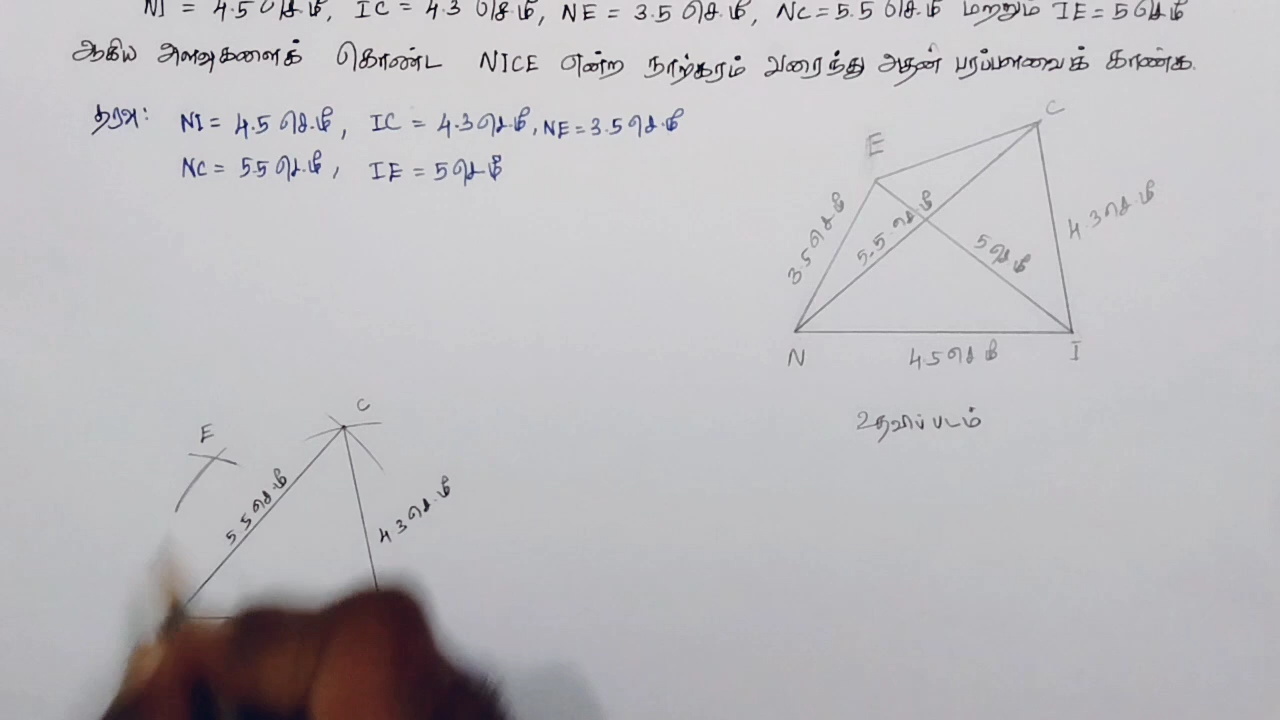 NI = 4.5 செ.மீ, IC = 4.3 செ.மீ, NE = 3.5 செ.மீ, NC = 5.5 செ.மீ மற்றும் IE = 5 செ.மீ
ஆகிய அளவுகளைக் கொண்ட NICE என்ற நாற்கரம் வரைந்து அதன் பரப்பளவைக் காண்க.
தரவு: NI = 4.5 செ.மீ, IC = 4.3 செ.மீ, NE = 3.5 செ.மீ
NC = 5.5 செ.மீ, IE = 5 செ.மீ
C
E
3.5 செ.மீ
5.5 செ.மீ
5 செ.மீ
4.3 செ.மீ
N
4.5 செ.மீ
I
உதவிப்படம்
C
E
5.5 செ.மீ
4.3 செ.மீ